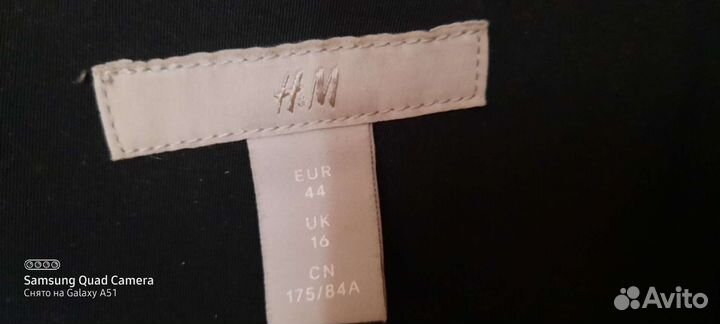 H&M
EUR
44
UK
16
CN
175/84A
Samsung Quad Camera
Снято на Galaxy A51
Avito